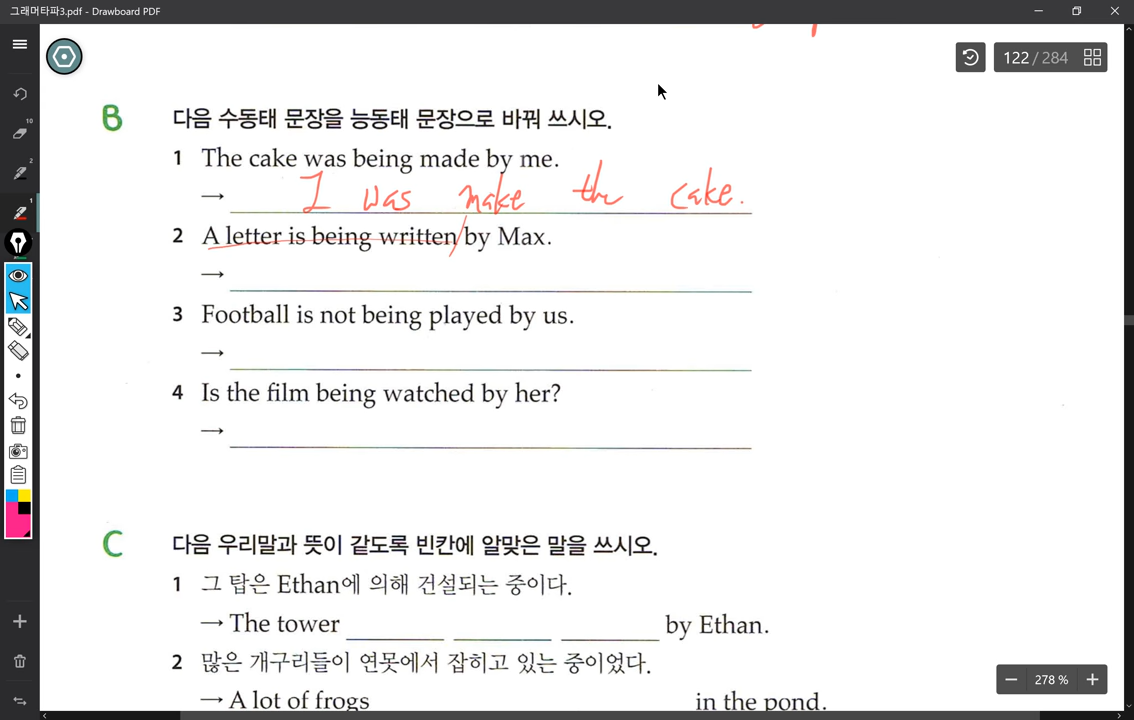 그래머타파3.pdf - Drawboard PDF
122 / 284
10
2
1
B 다음 수동태 문장을 능동태 문장으로 바꿔 쓰시오.
1 The cake was being made by me.
→ I was make the cake.
2 A letter is being written / by Max.
→
3 Football is not being played by us.
→
4 Is the film being watched by her?
→
C 다음 우리말과 뜻이 같도록 빈칸에 알맞은 말을 쓰시오.
1 그 탑은 Ethan에 의해 건설되는 중이다.
→ The tower ____ ____ ____ by Ethan.
2 많은 개구리들이 연못에서 잡히고 있는 중이었다.
→ A lot of frogs in the pond.
278 %